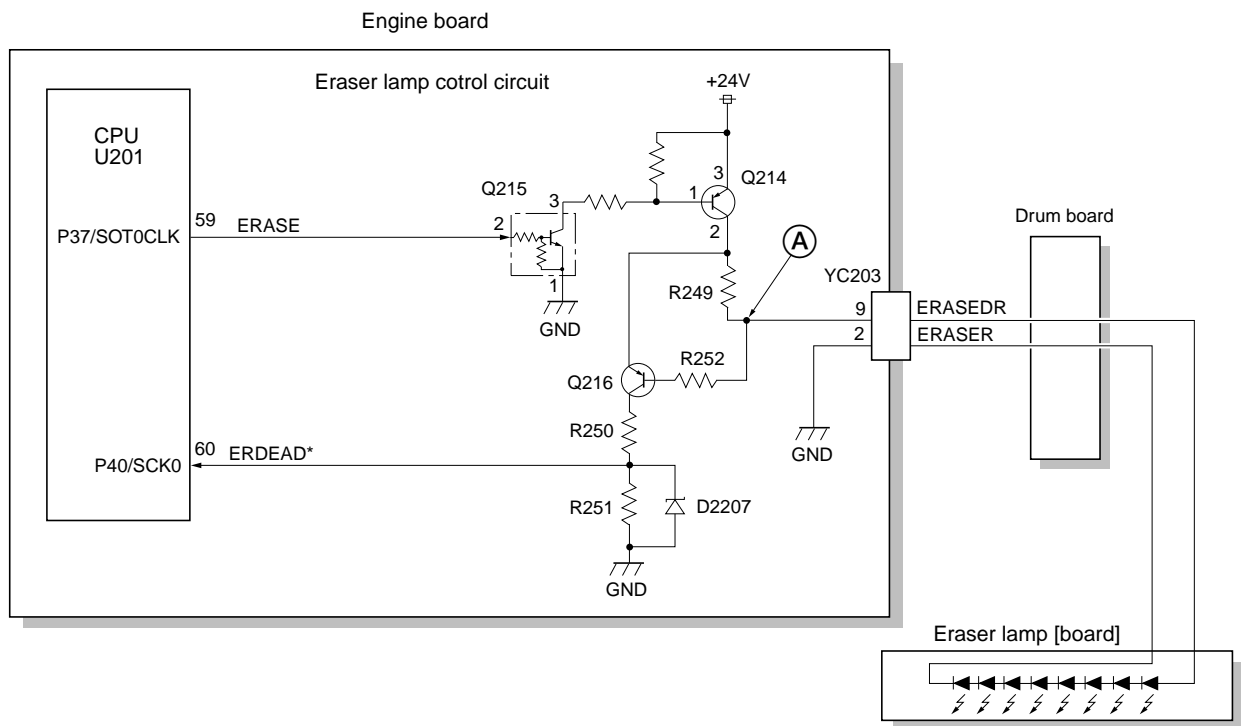 Engine board
Eraser lamp cotrol circuit
+24V
CPU
U201
3
Q214
Q215
3
1
59
ERASE
2
P37/SOT0CLK
2
Drum board
A
1
R249
YC203
GND
9
ERASEDR
2
ERASER
R252
Q216
R250
GND
60
ERDEAD*
P40/SCK0
R251
D2207
GND
Eraser lamp [board]